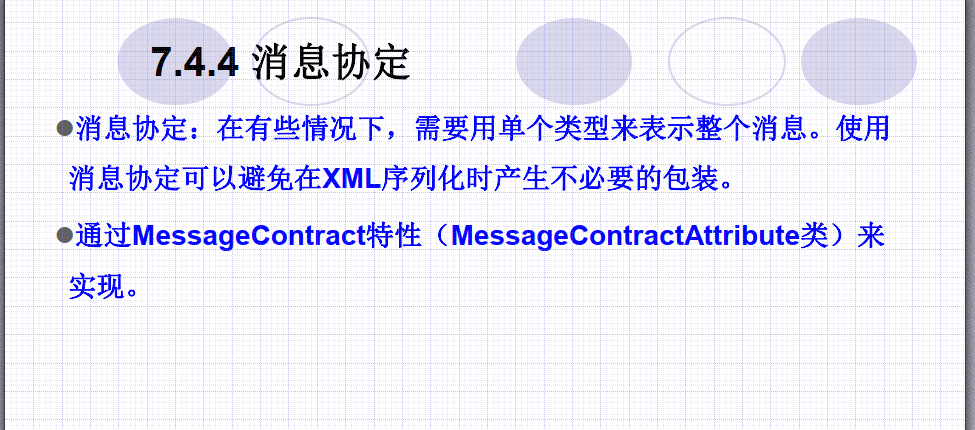 7.4.4 消息协定
●消息协定：在有些情况下，需要用单个类型来表示整个消息。使用
消息协定可以避免在XML序列化时产生不必要的包装。
●通过MessageContract特性（MessageContractAttribute类）来
实现。